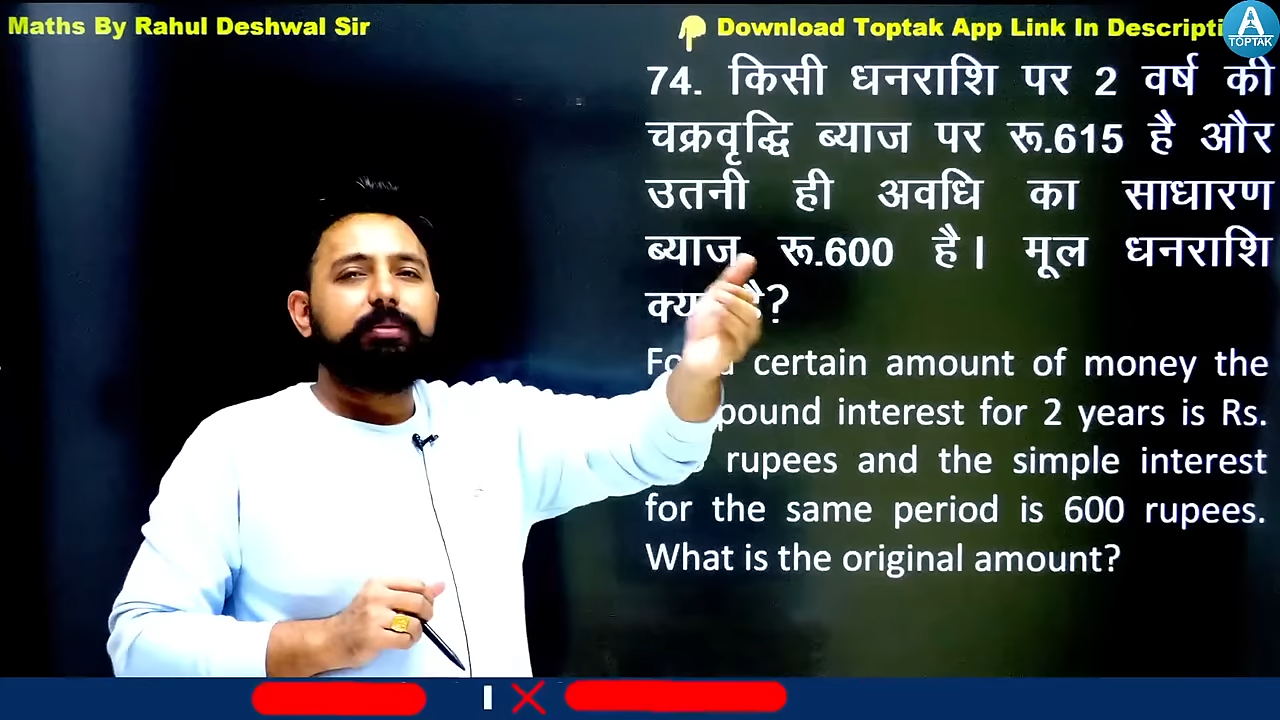 Maths By Rahul Deshwal Sir
Download Toptak App Link In Descripti
TOPTAK
74. किसी धनराशि पर 2 वर्ष की
चक्रवृद्धि ब्याज पर रू.615 है और
उतनी ही अवधि का साधारण
ब्याज रू.600 है। मूल धनराशि
है?
certain amount of money the
pound interest for 2 years is Rs.
rupees and the simple interest
for the same period is 600 rupees.
What is the original amount?